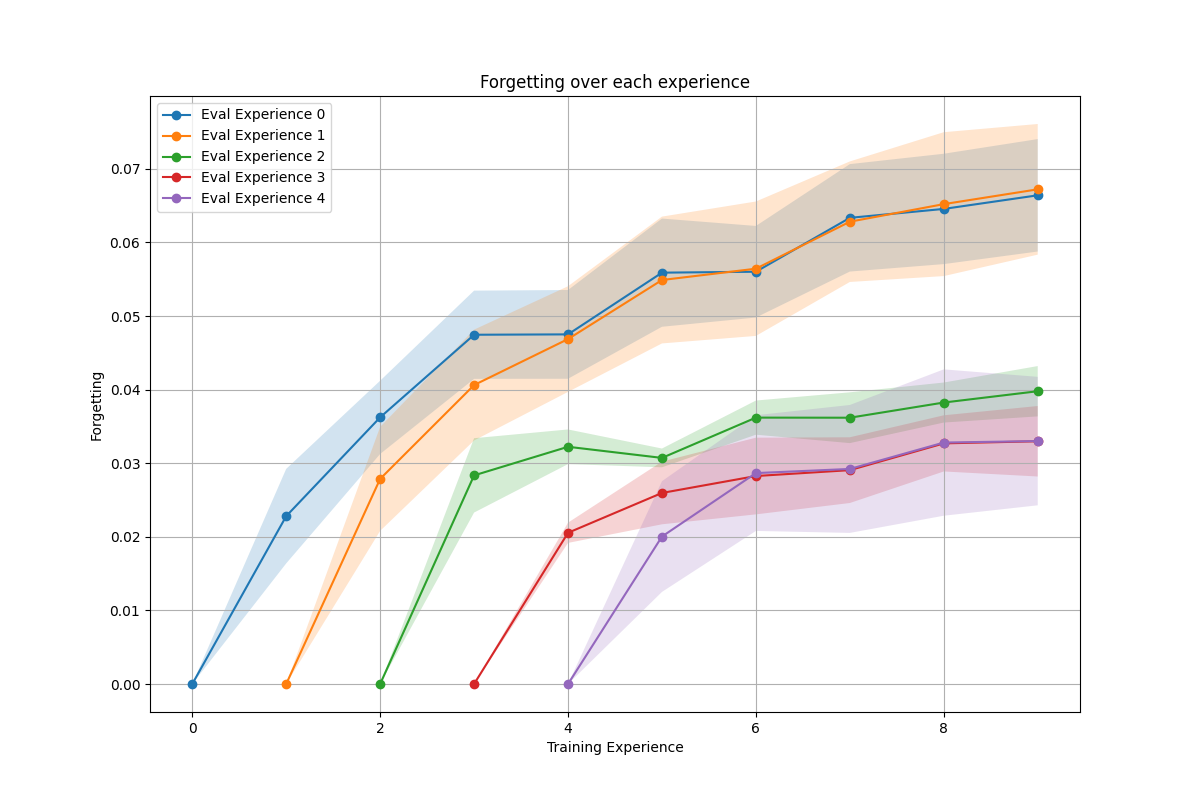 Forgetting over each experience
Eval Experience 0
Eval Experience 1
Eval Experience 2
Eval Experience 3
Eval Experience 4
0.07
0.06
0.05
0.04
0.03
0.02
0.01
0.00
Forgetting
0 2 4 6 8
Training Experience